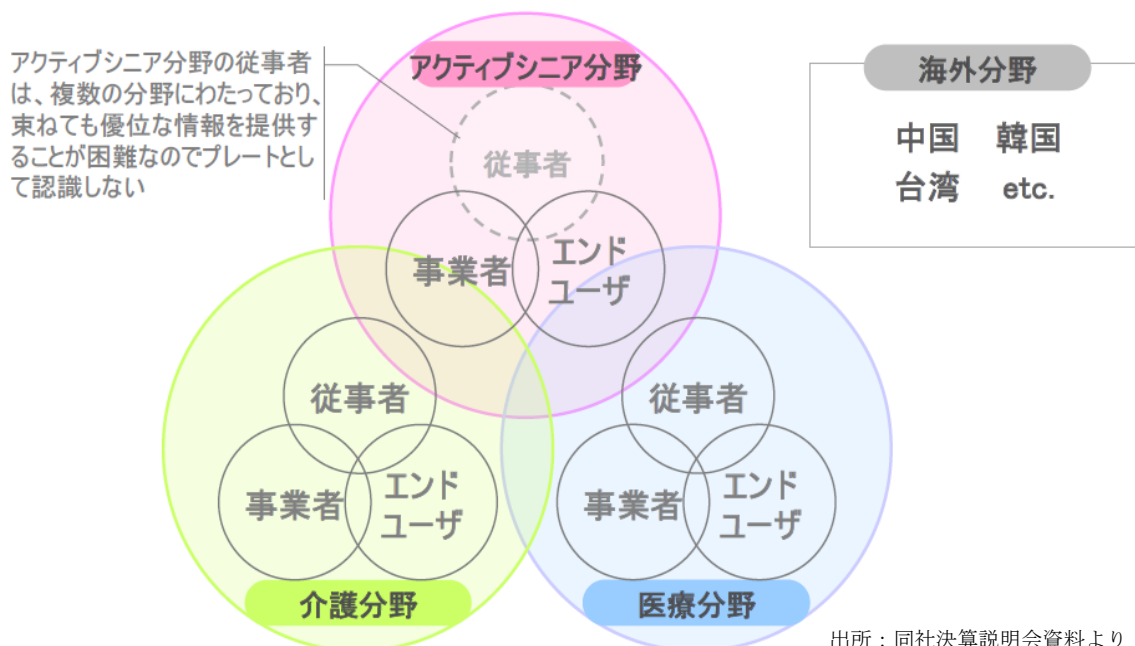 アクティブシニア分野の従事者
は、複数の分野にわたっており、
束ねても優位な情報を提供す
ることが困難なのでプレートとし
て認識しない
アクティブシニア分野
従事者
事業者
エンド
ユーザ
海外分野
中国 韓国
台湾 etc.
従事者
事業者
エンド
ユーザ
介護分野
従事者
事業者
エンド
ユーザ
医療分野
出所：同社決算説明会資料より